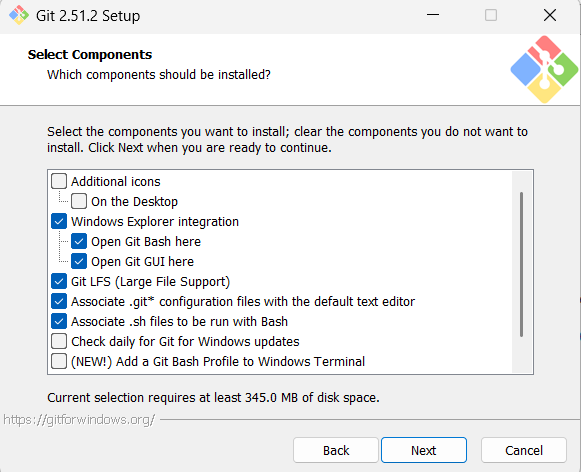 Git 2.51.2 Setup
Select Components
Which components should be installed?
Select the components you want to install; clear the components you do not want to
install. Click Next when you are ready to continue.
Additional icons
On the Desktop
Windows Explorer integration
Open Git Bash here
Open Git GUI here
Git LFS (Large File Support)
Associate .git* configuration files with the default text editor
Associate .sh files to be run with Bash
Check daily for Git for Windows updates
(NEW!) Add a Git Bash Profile to Windows Terminal
Current selection requires at least 345.0 MB of disk space.
https://gitforwindows.org/
Back Next Cancel